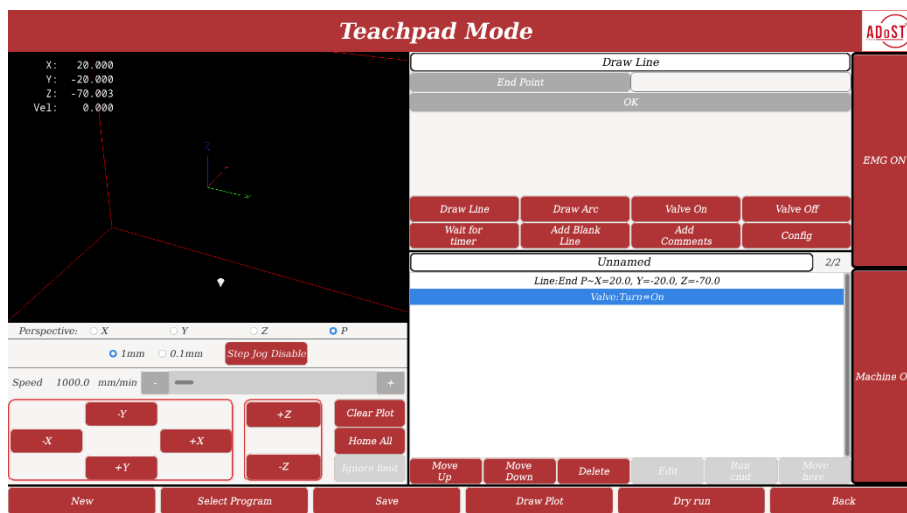 Teachpad Mode
ADoST
X: 20.000
Y: -20.000
Z: -70.003
Vel: 0.000
Z
Draw Line
End Point
OK
EMG ON
Draw Line
Draw Arc
Valve On
Valve Off
Wait for
timer
Add Blank
Line
Add
Comments
Config
Unnamed
2/2
Line:End P~X=20.0, Y=-20.0, Z=-70.0
Valve:Turn=On
Machine O
Perspective:
X
Y
Z
P
1mm
0.1mm
Step Jog Disable
Speed 1000.0 mm/min
-
+
-Y
-X
+X
+Y
+Z
-Z
Clear Plot
Home All
Ignore limit
Move
Up
Move
Down
Delete
Edit
Run
cmd
Move
here
New
Select Program
Save
Draw Plot
Dry run
Back